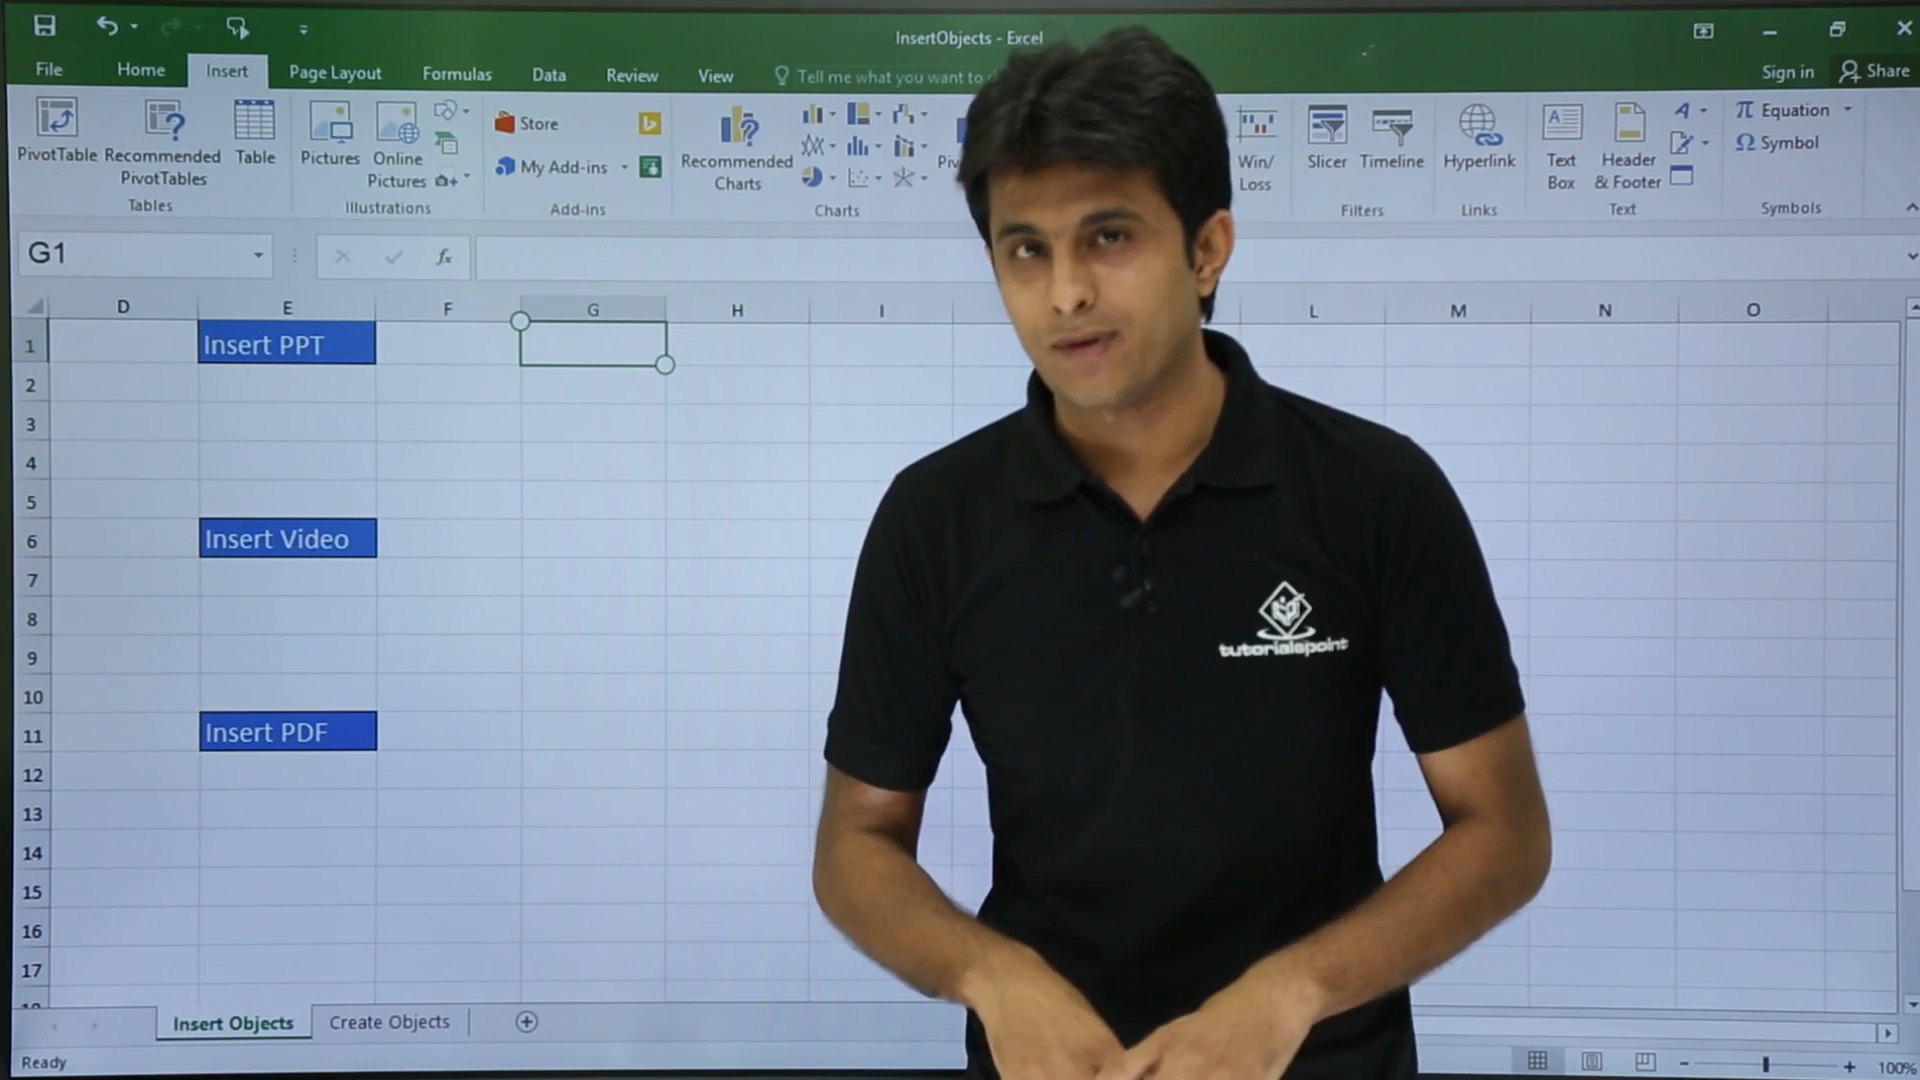 InsertObjects - Excel
File Home Insert Page Layout Formulas Data Review View Tell me what you want to Sign in Share
PivotTable Recommended PivotTables Table Pictures Online Pictures
Store
My Add-ins
Recommended Charts
Win/ Loss
Slicer Timeline Hyperlink
Text Box
Header & Footer
π Equation
Ω Symbol
Tables Illustrations Add-ins Charts Filters Links Text Symbols
G1 fx
D E F G H I L M N O
1 Insert PPT
2
3
4
5
6 Insert Video
7
8
9
10
11 Insert PDF
12
13
14
15
16
17
tutorialspoint
Insert Objects Create Objects
Ready 100%